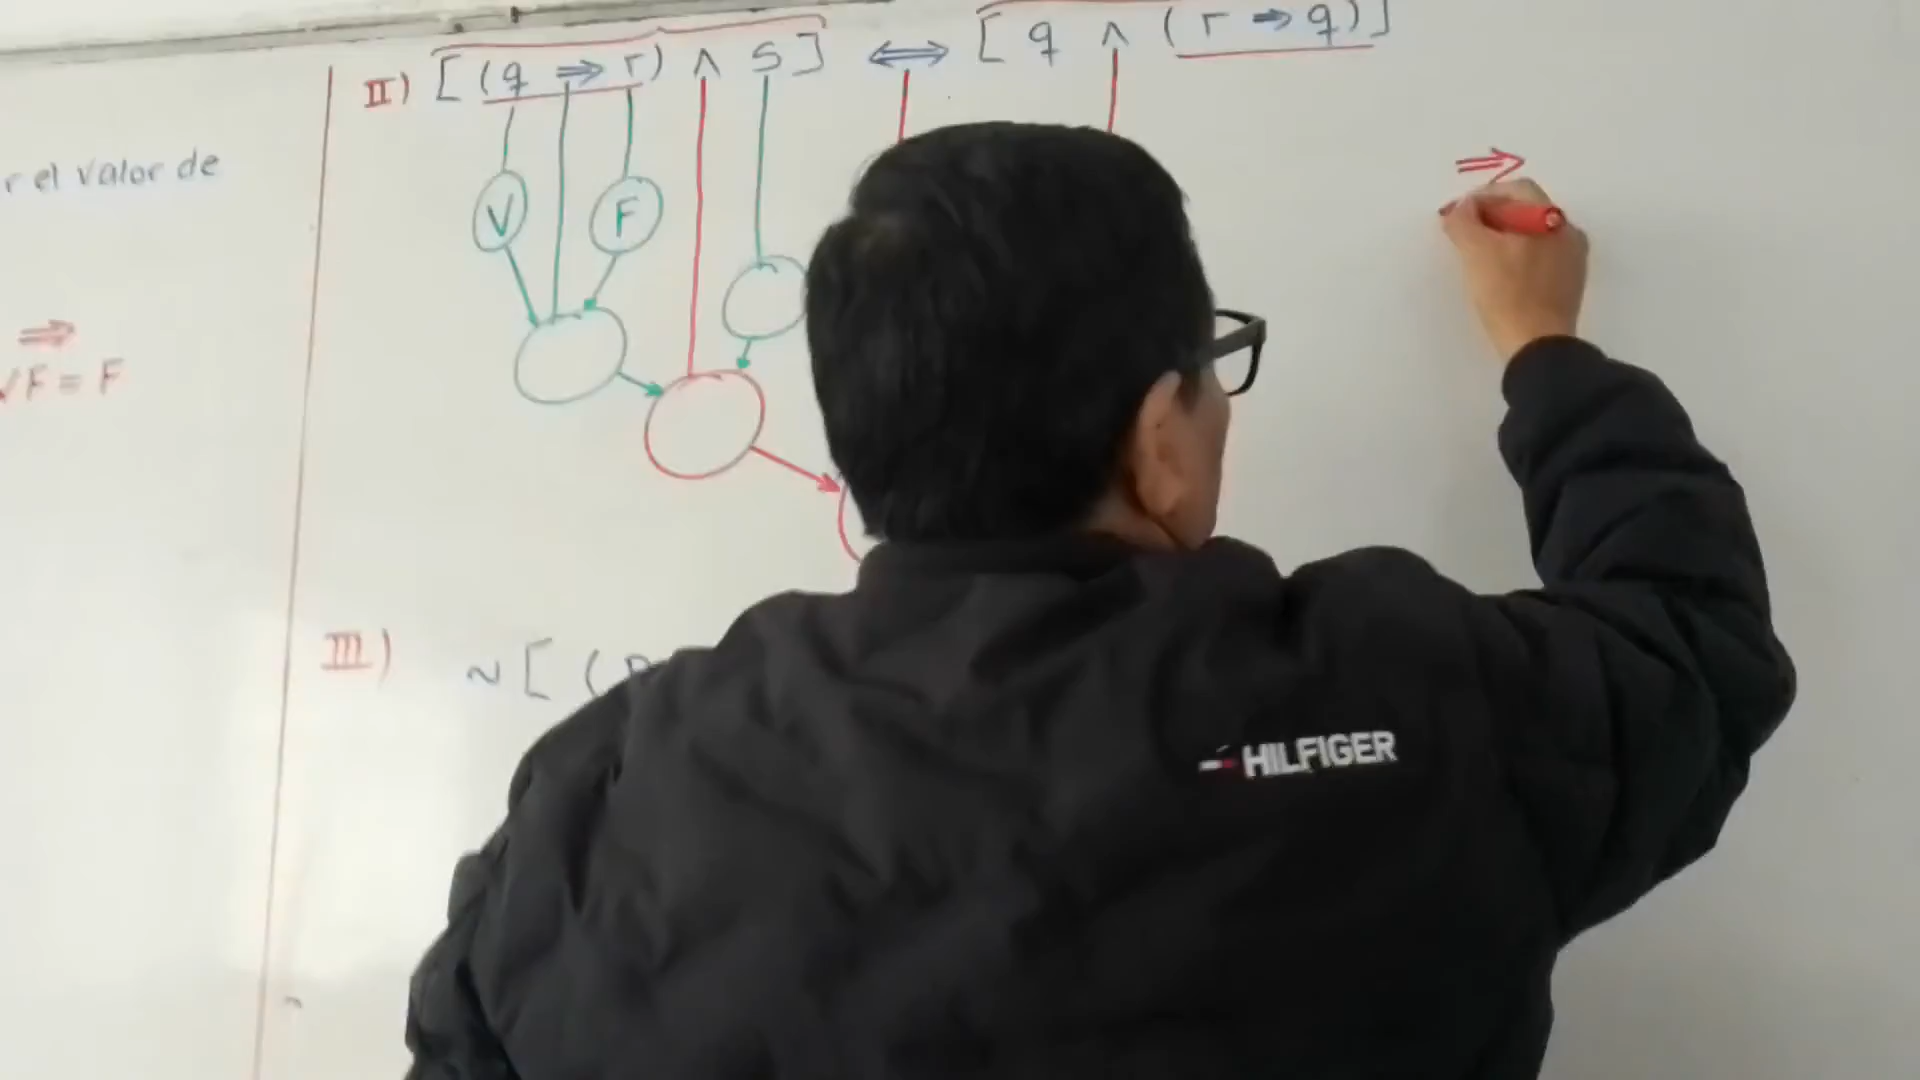 II) [(q ⇒ r) ∧ s] ⇔ [q ∧ (r ⇒ q)]
r el valor de
V F
⇒
⇒
VF = F
III) ~[(p
HILFIGER